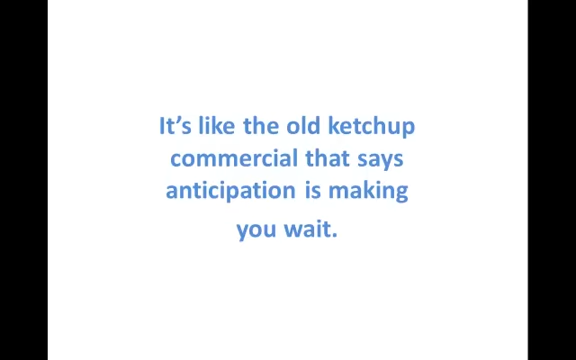 It’s like the old ketchup
commercial that says
anticipation is making
you wait.